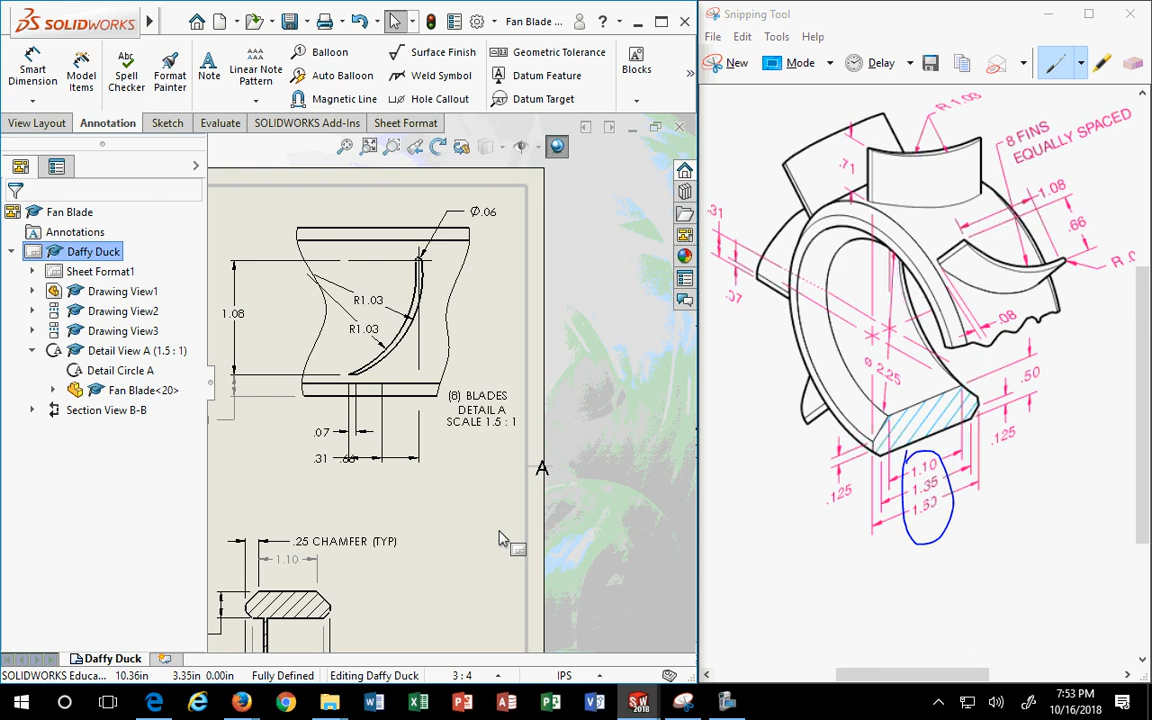 SOLIDWORKS
Fan Blade ...
?
Smart Dimension
Model Items
Spell Checker
Format Painter
Note
Linear Note Pattern
Balloon
Auto Balloon
Magnetic Line
Surface Finish
Weld Symbol
Hole Callout
Geometric Tolerance
Datum Feature
Datum Target
Blocks
View Layout
Annotation
Sketch
Evaluate
SOLIDWORKS Add-Ins
Sheet Format
Fan Blade
Annotations
Daffy Duck
Sheet Format1
Drawing View1
Drawing View2
Drawing View3
Detail View A (1.5 : 1)
Detail Circle A
Fan Blade<20>
Section View B-B
Ø.06
R1.03
R1.03
1.08
(8) BLADES
DETAIL A
SCALE 1.5 : 1
.07
.31
A
.25 CHAMFER (TYP)
1.10
Daffy Duck
SOLIDWORKS Educa...
10.36in
3.35in
0.00in
Fully Defined
Editing Daffy Duck
3 : 4
IPS
Snipping Tool
File
Edit
Tools
Help
New
Mode
Delay
.71
8 FINS
EQUALLY SPACED
1.08
.66
.31
.07
.08
ø 2.25
.50
.125
.125
1.10
1.35
7:53 PM
10/16/2018